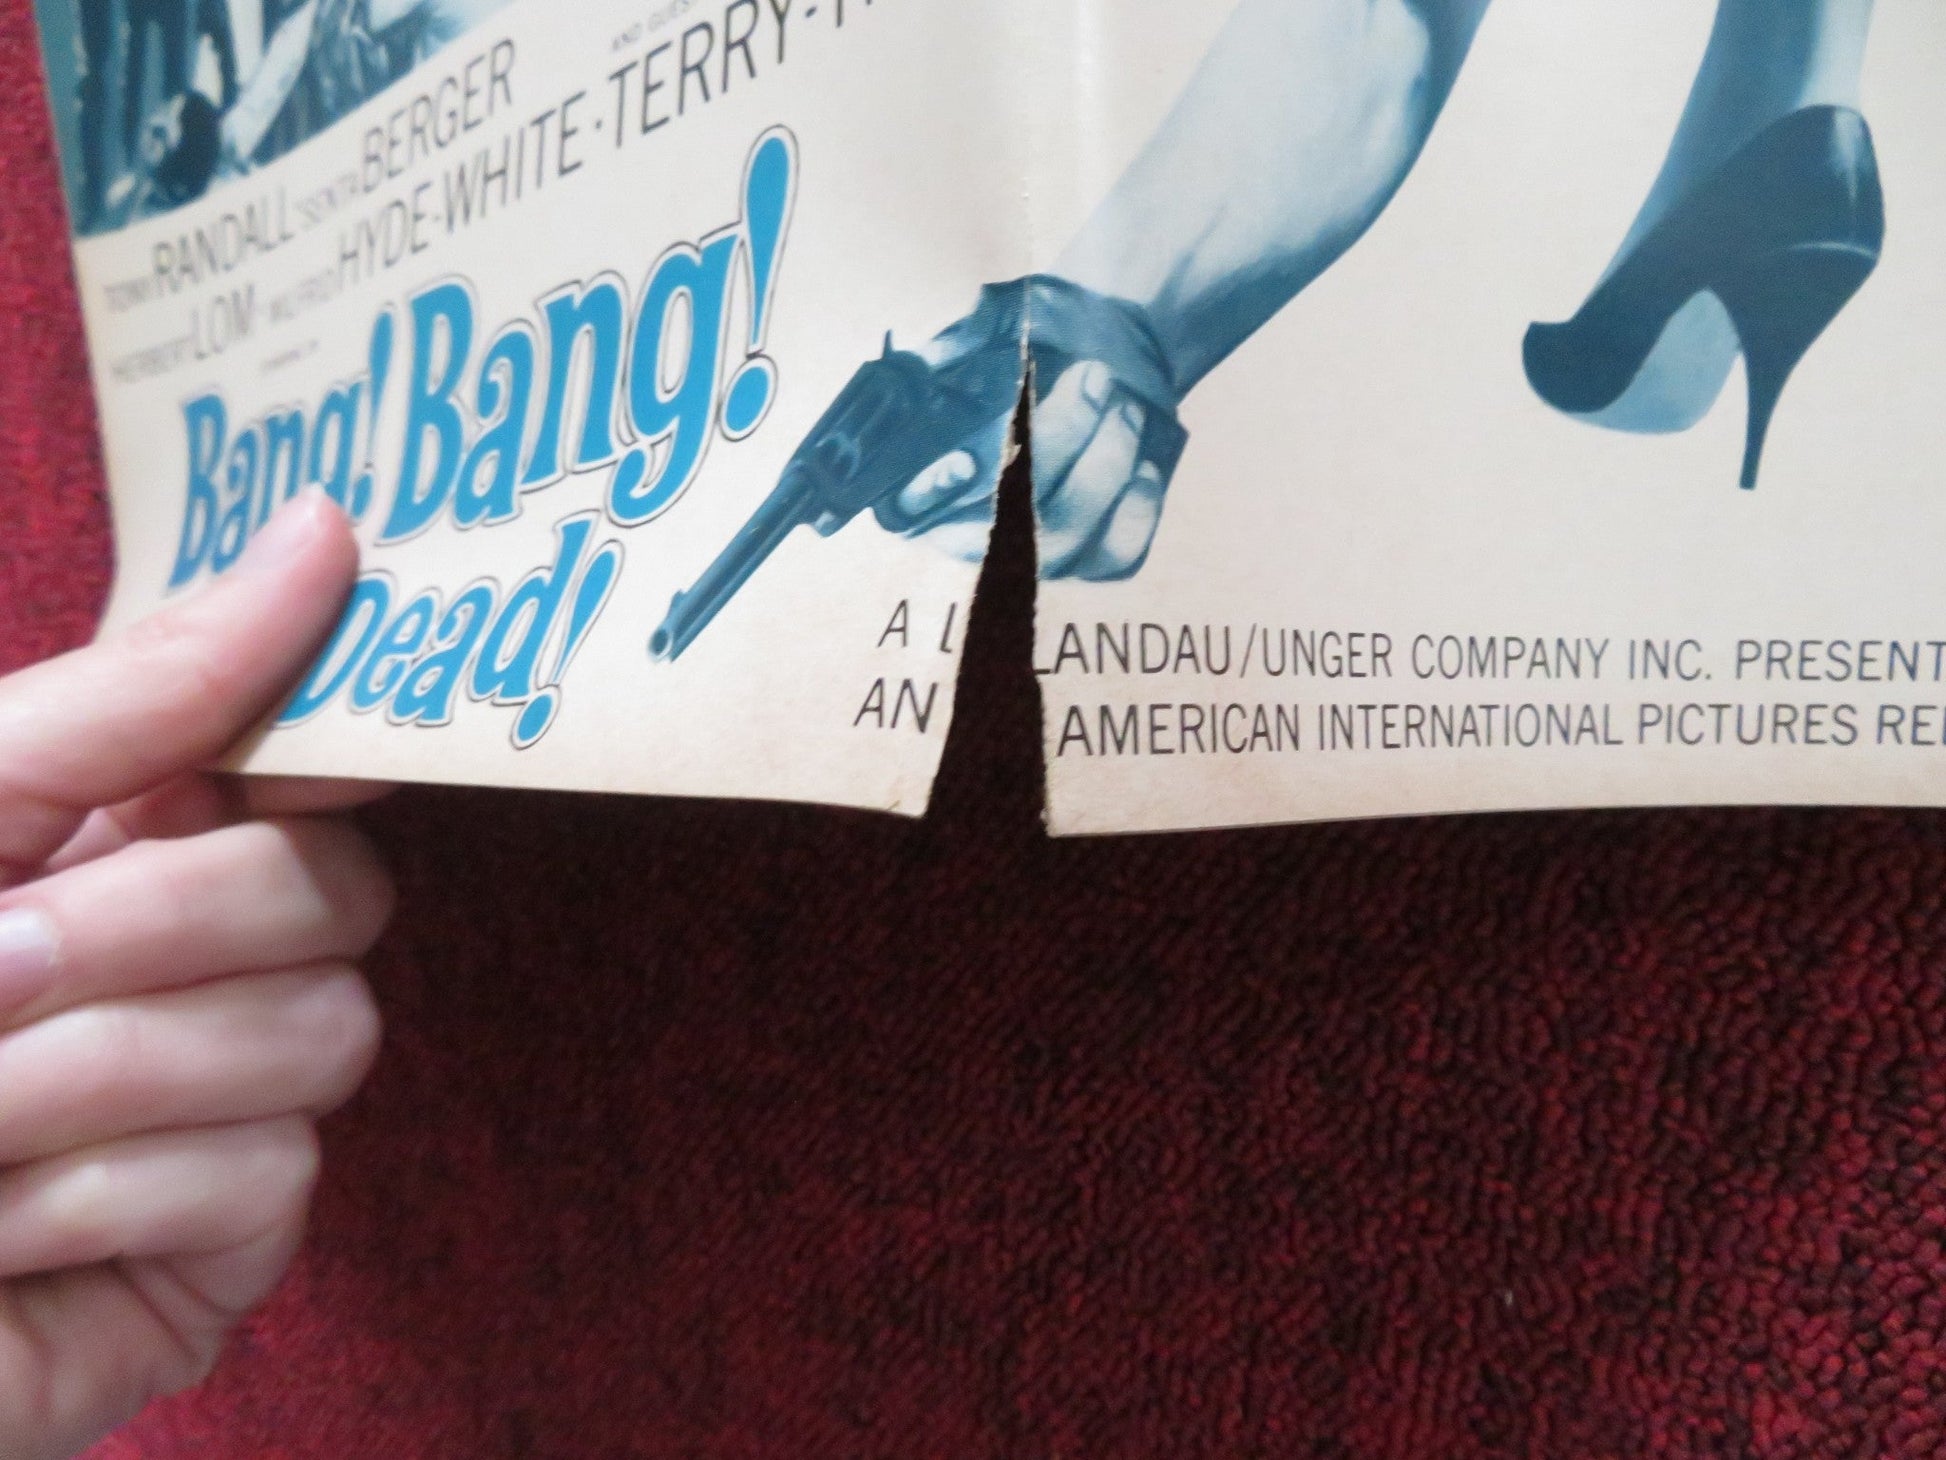 AND GUEST
TONY RANDALL SENTA BERGER
HERBERT LOM · WILFRID HYDE-WHITE · TERRY-
Bang! Bang!
Dead!
A LANDAU/UNGER COMPANY INC. PRESENT
AN AMERICAN INTERNATIONAL PICTURES REL